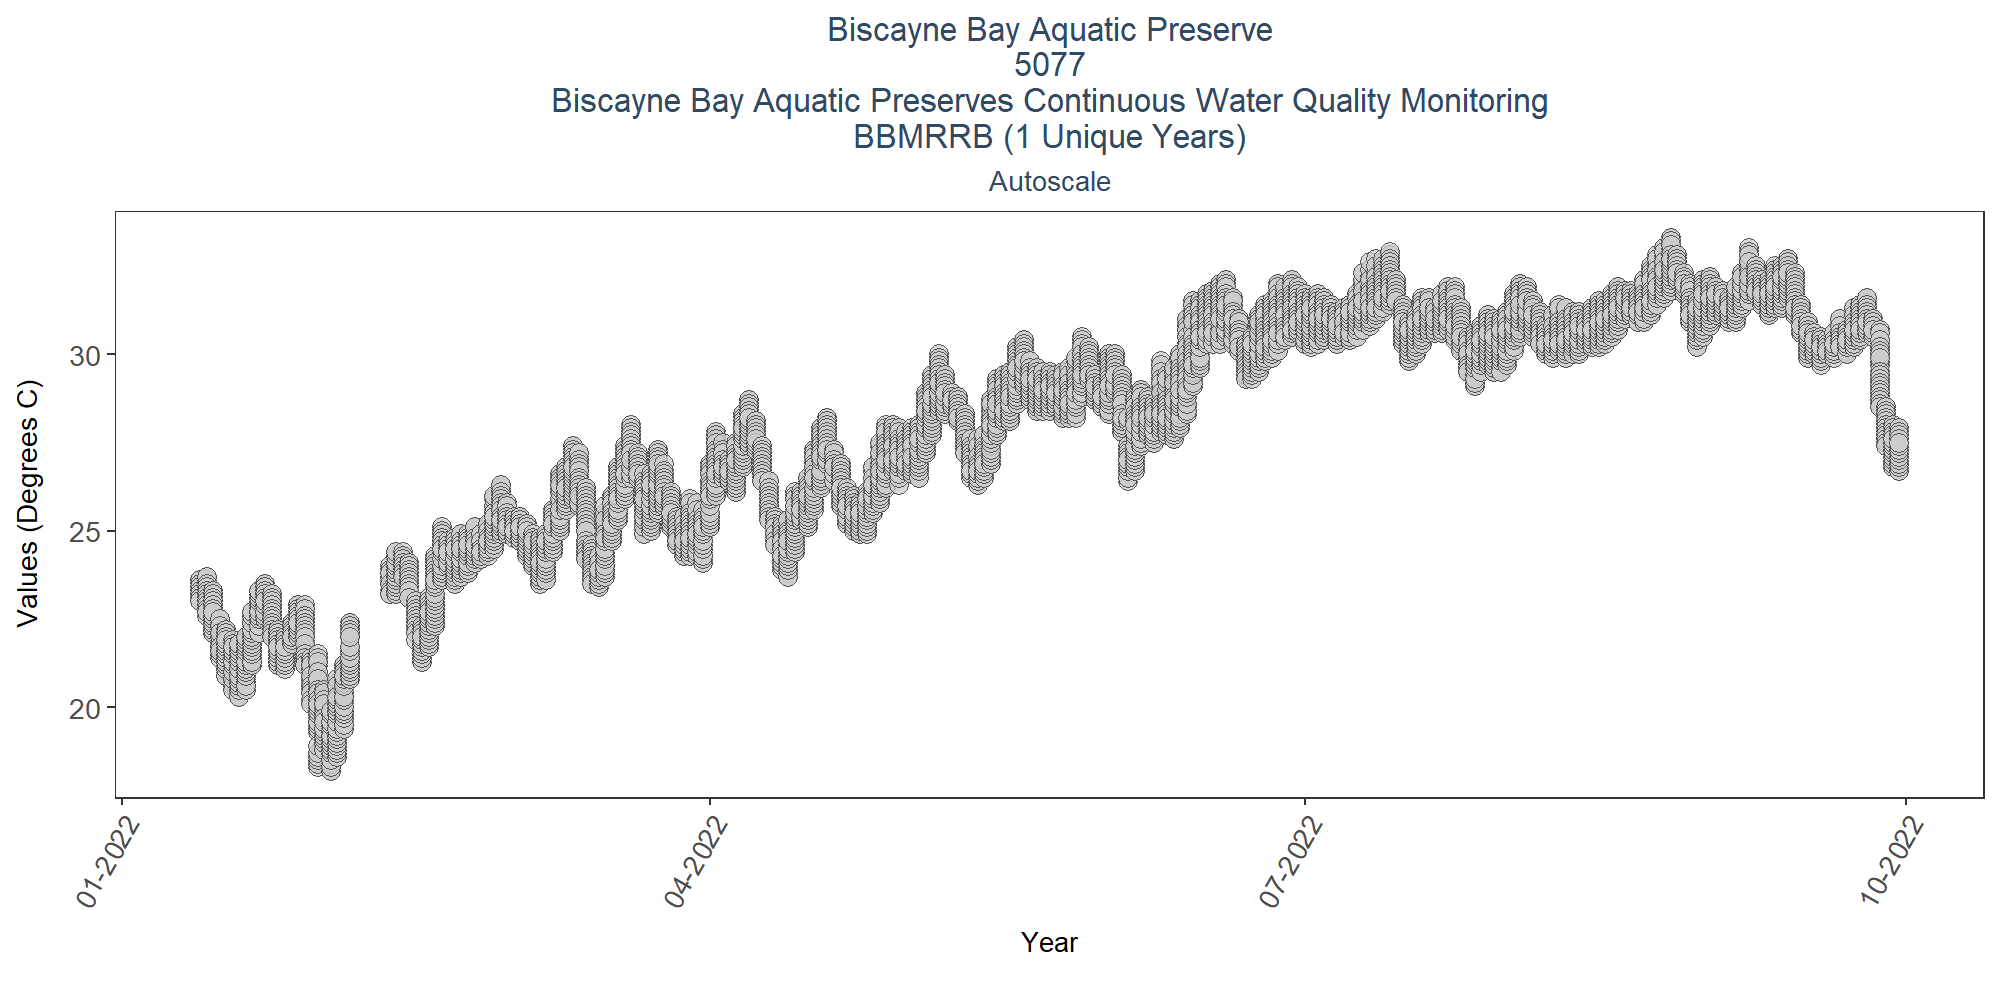 Biscayne Bay Aquatic Preserve
5077
Biscayne Bay Aquatic Preserves Continuous Water Quality Monitoring
BBMRRB (1 Unique Years)
Autoscale
Values (Degrees C)
30
25
20
01-2022
04-2022
07-2022
10-2022
Year